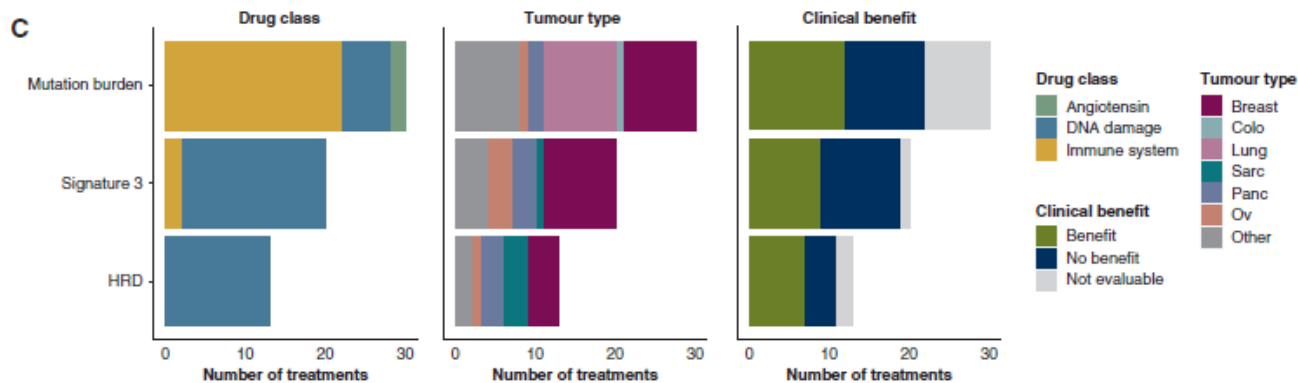 C
Drug class
Tumour type
Clinical benefit
Mutation burden
Signature 3
HRD
0 10 20 30
0 10 20 30
0 10 20 30
Number of treatments
Number of treatments
Number of treatments
Drug class
Angiotensin
DNA damage
Immune system
Clinical benefit
Benefit
No benefit
Not evaluable
Tumour type
Breast
Colo
Lung
Sarc
Panc
Ov
Other